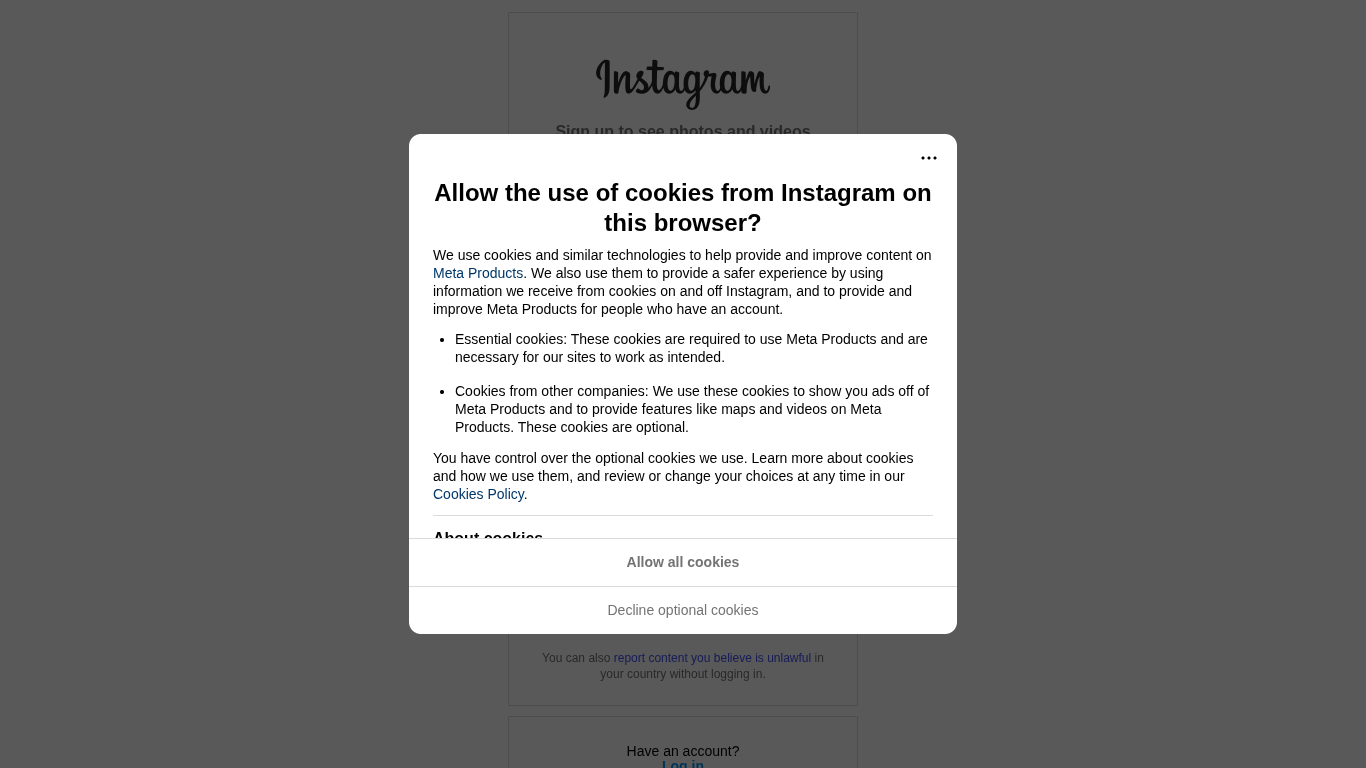 Instagram
Sign up to see photos and videos
Allow the use of cookies from Instagram on
this browser?
We use cookies and similar technologies to help provide and improve content on
Meta Products. We also use them to provide a safer experience by using
information we receive from cookies on and off Instagram, and to provide and
improve Meta Products for people who have an account.
• Essential cookies: These cookies are required to use Meta Products and are
necessary for our sites to work as intended.
• Cookies from other companies: We use these cookies to show you ads off of
Meta Products and to provide features like maps and videos on Meta
Products. These cookies are optional.
You have control over the optional cookies we use. Learn more about cookies
and how we use them, and review or change your choices at any time in our
Cookies Policy.
About cookies
Allow all cookies
Decline optional cookies
You can also report content you believe is unlawful in
your country without logging in.
Have an account?
Log in